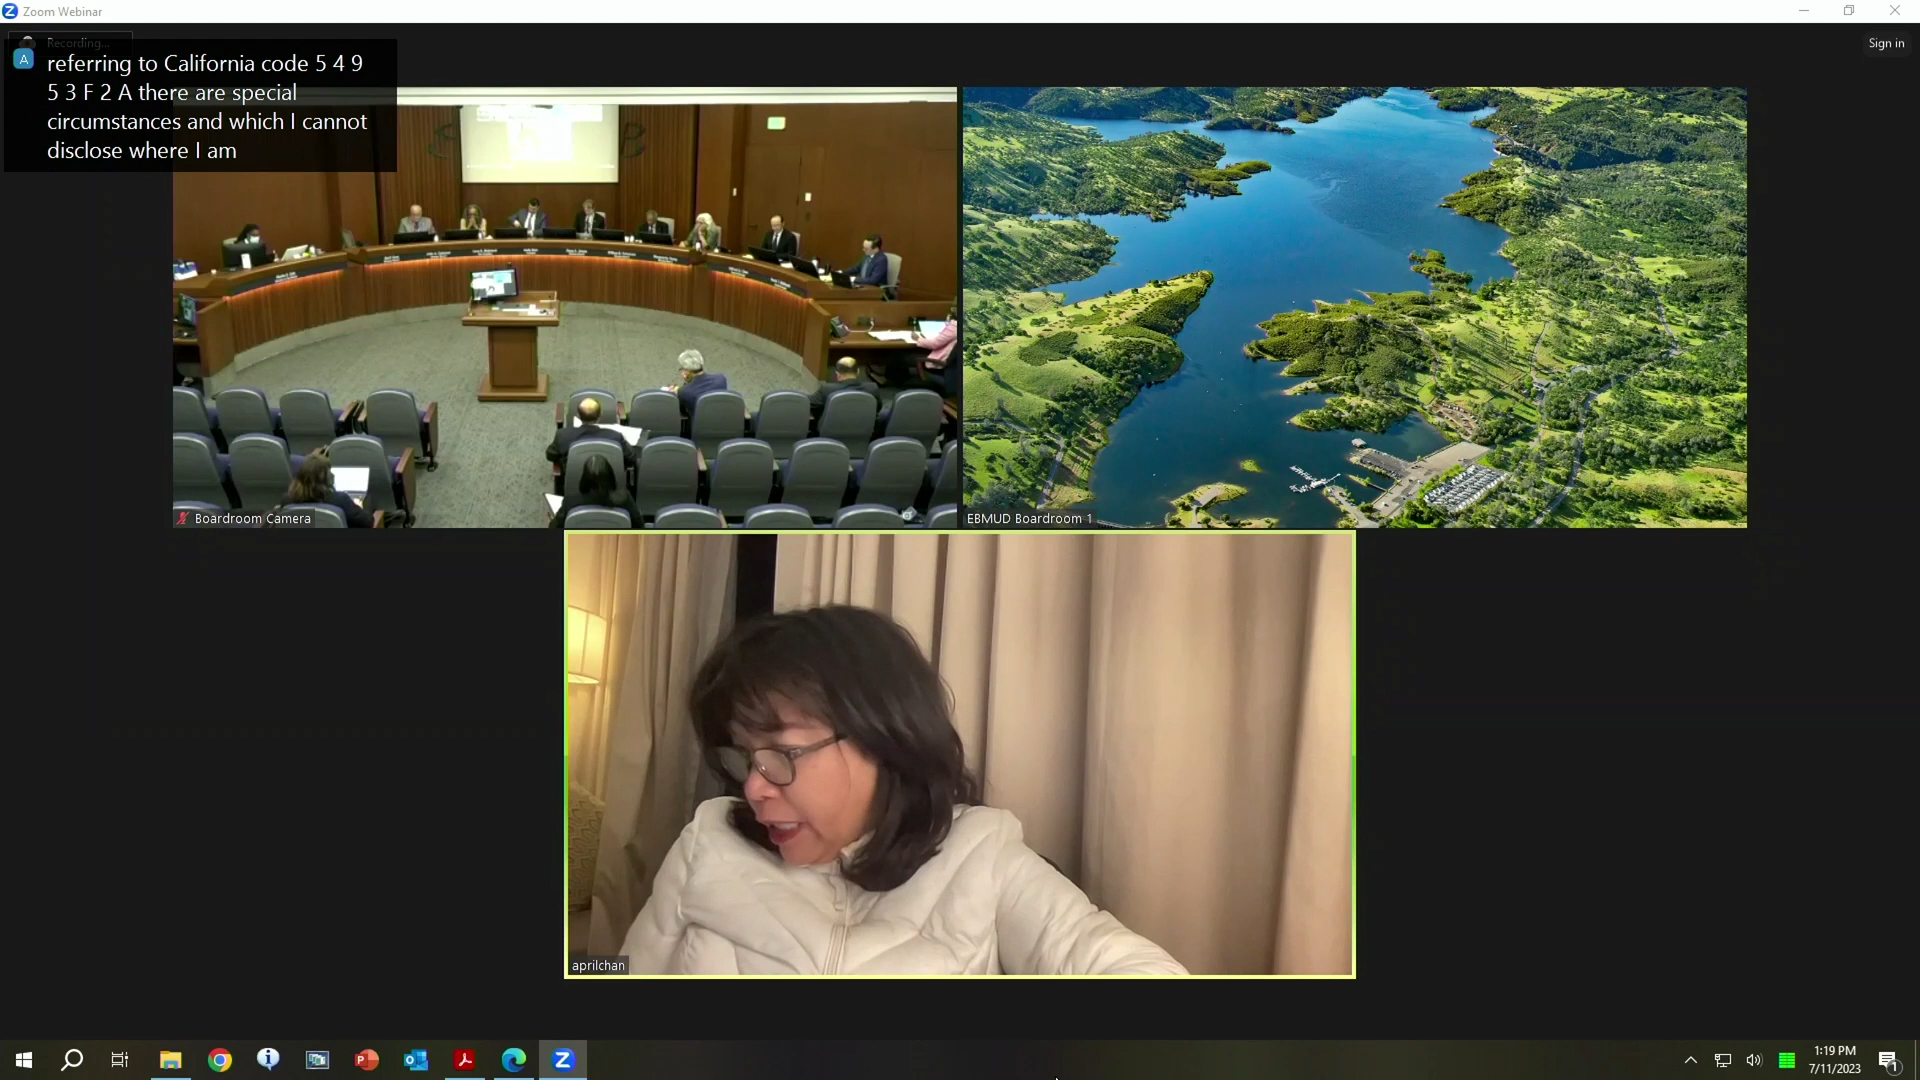 Zoom Webinar
Recording...
Sign in
A
referring to California code 5 4 9
5 3 F 2 A there are special
circumstances and which I cannot
disclose where I am
Boardroom Camera
EBMUD Boardroom 1
aprilchan
1:19 PM
7/11/2023
1